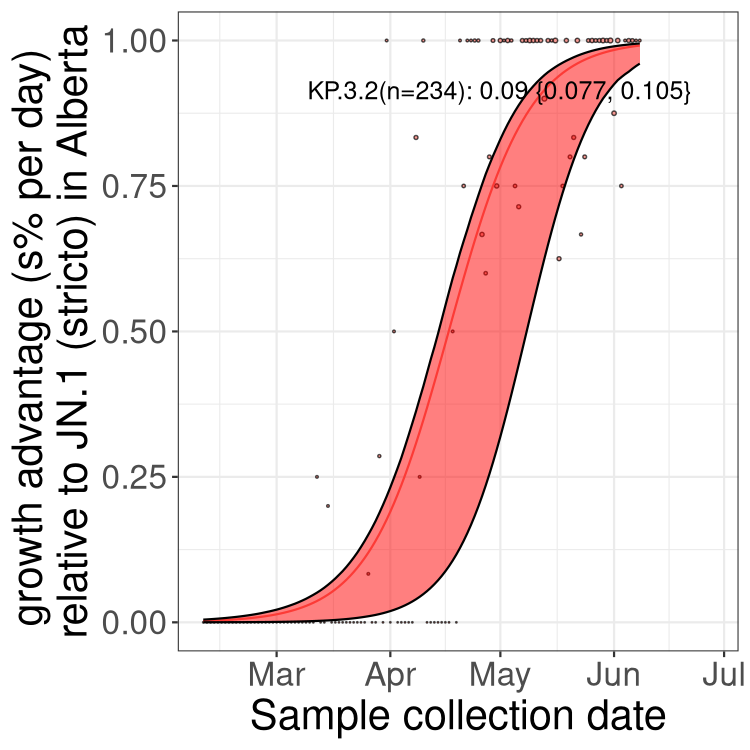 growth advantage (s% per day)
relative to JN.1 (stricto) in Alberta
1.00
0.75
0.50
0.25
0.00
KP.3.2(n=234): 0.09 {0.077, 0.105}
Mar Apr May Jun Jul
Sample collection date